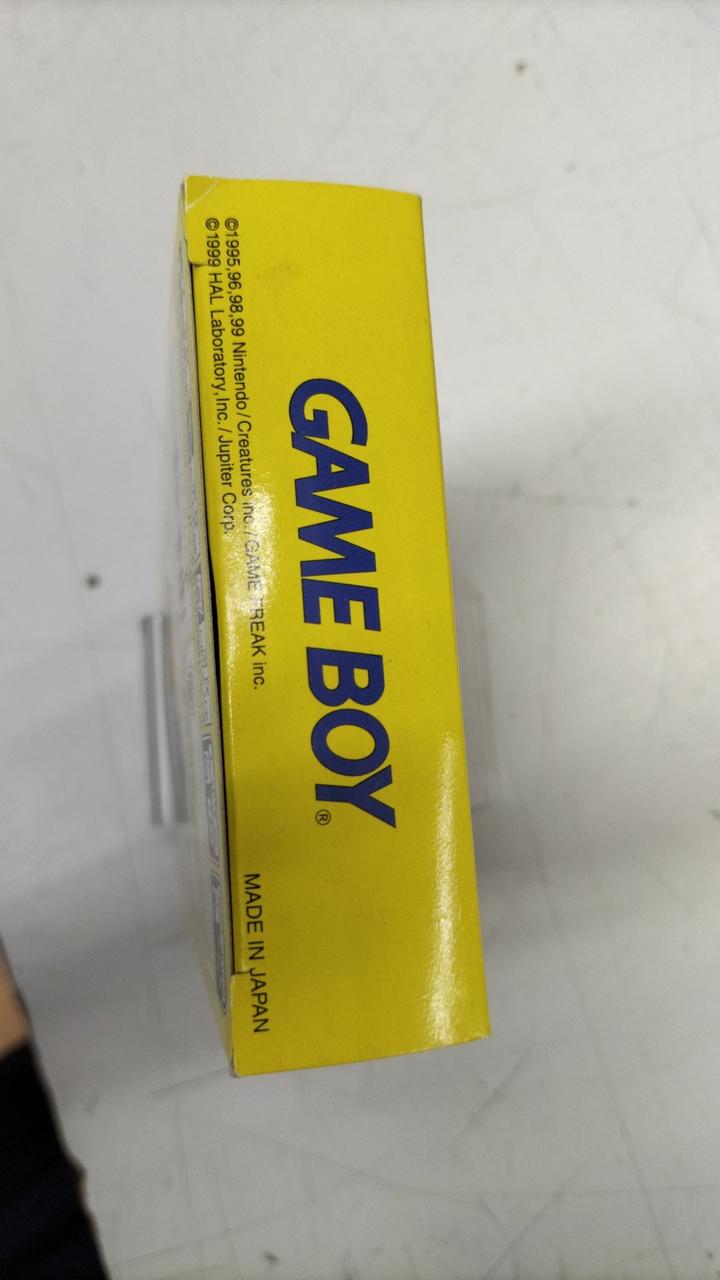 GAME BOY®
©1995,96,98,99 Nintendo/Creatures inc./GAME FREAK inc.
©1999 HAL Laboratory,Inc./Jupiter Corp.
MADE IN JAPAN